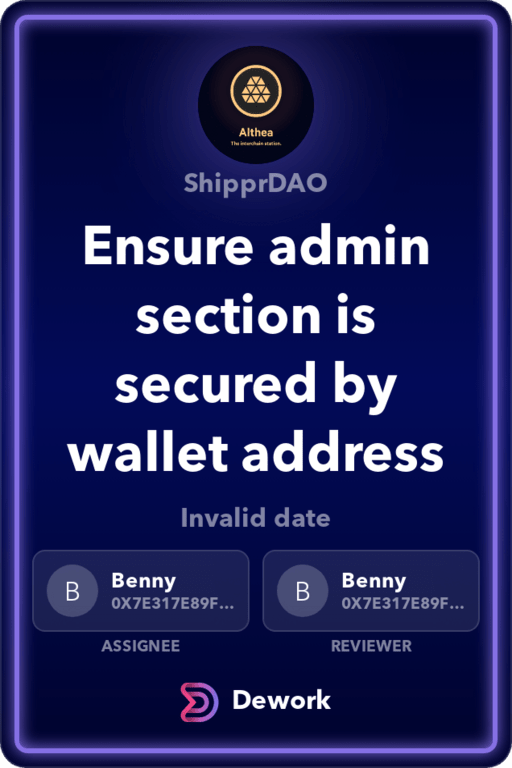 Althea
The interchain station.
ShipprDAO
Ensure admin
section is
secured by
wallet address
Invalid date
B
Benny
0X7E317E89F...
B
Benny
0X7E317E89F...
ASSIGNEE
REVIEWER
Dework